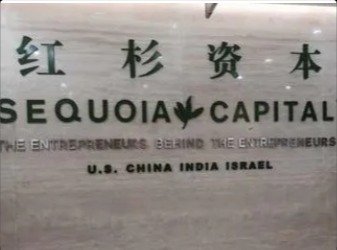 红杉资本
SEQUOIA CAPITAL
THE ENTREPRENEURS BEHIND THE ENTREPRENEURS
U.S. CHINA INDIA ISRAEL